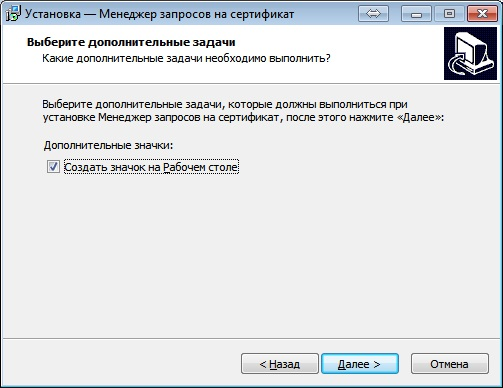 Установка — Менеджер запросов на сертификат
Выберите дополнительные задачи
Какие дополнительные задачи необходимо выполнить?
Выберите дополнительные задачи, которые должны выполниться при
установке Менеджер запросов на сертификат, после этого нажмите «Далее»:
Дополнительные значки:
Создать значок на Рабочем столе
< Назад
Далее >
Отмена